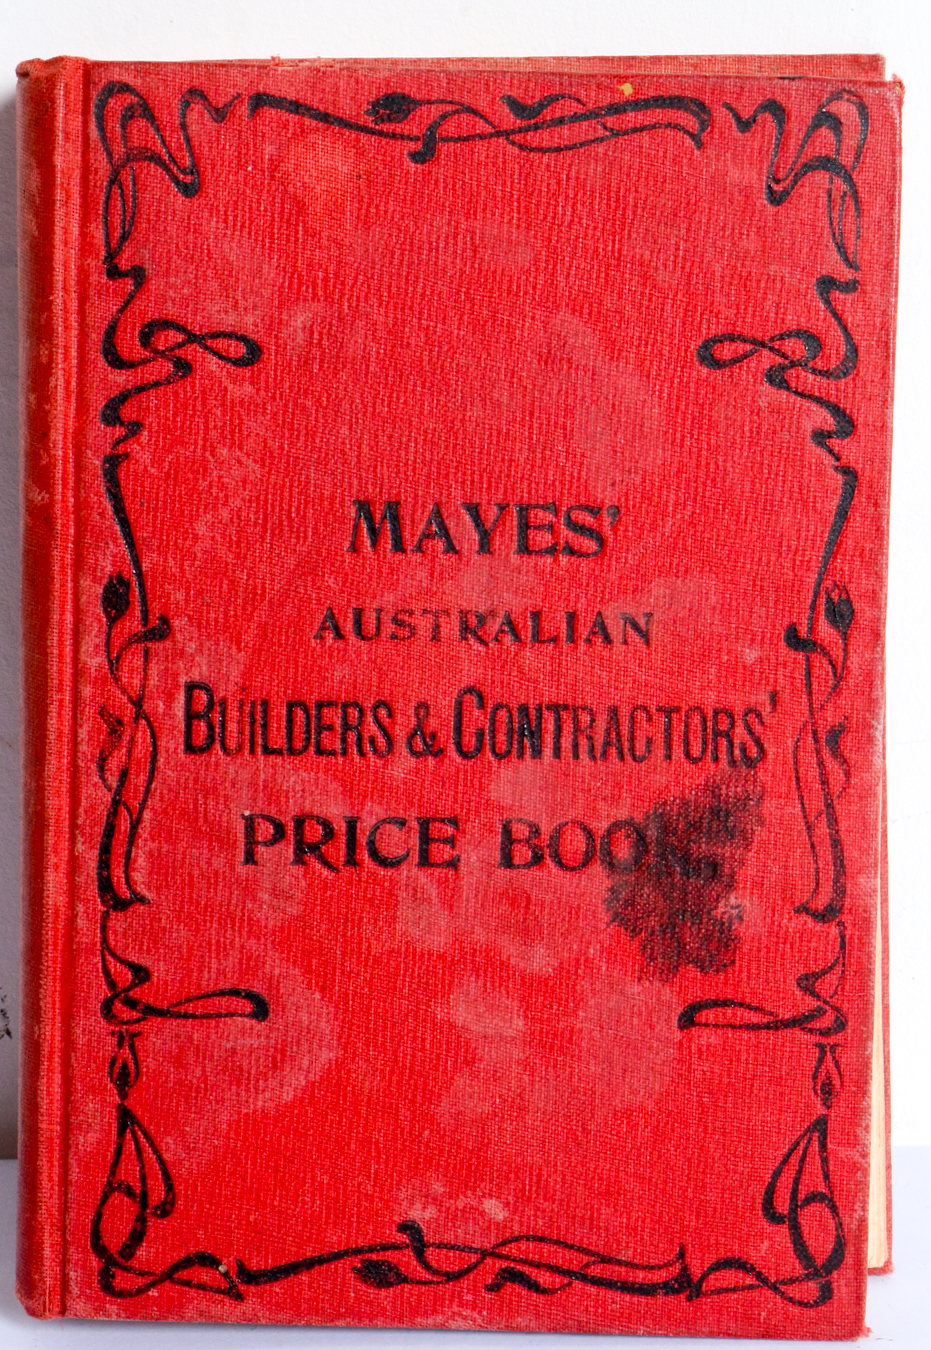 MAYES'
AUSTRALIAN
BUILDERS & CONTRACTORS'
PRICE BOOK.